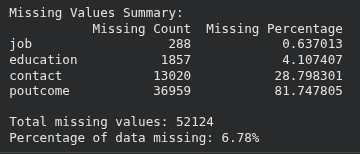 Missing Values Summary:
Missing Count  Missing Percentage
job  288  0.637013
education  1857  4.107407
contact  13020  28.798301
poutcome  36959  81.747805
Total missing values: 52124
Percentage of data missing: 6.78%